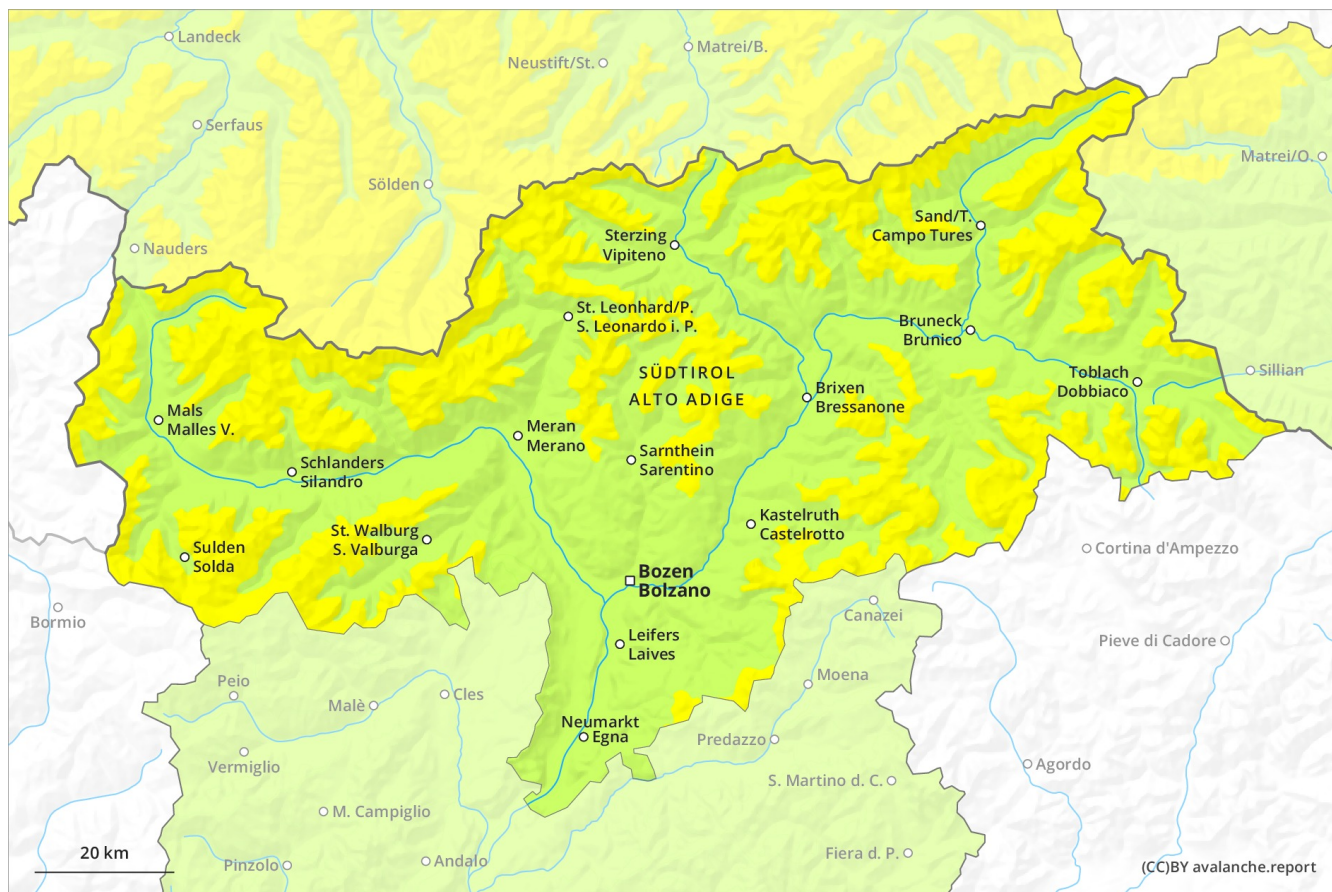 Landeck
Matrei/B.
Neustift/St.
Serfaus
Matrei/O.
Sölden
Sand/T.
Campo Tures
Nauders
Sterzing
Vipiteno
St. Leonhard/P.
S. Leonardo i. P.
Bruneck
Brunico
SÜDTIROL
ALTO ADIGE
Toblach
Dobbiaco
Sillian
Brixen
Bressanone
Mals
Malles V.
Meran
Merano
Sarnthein
Sarentino
Schlanders
Silandro
Kastelruth
Castelrotto
St. Walburg
S. Valburga
Sulden
Solda
Cortina d'Ampezzo
Bozen
Bolzano
Bormio
Canazei
Leifers
Laives
Pieve di Cadore
Peio
Moena
Cles
Malè
Neumarkt
Egna
Predazzo
Vermiglio
Agordo
S. Martino d. C.
M. Campiglio
20 km
Andalo
Fiera d. P.
Pinzolo
(CC)BY avalanche.report